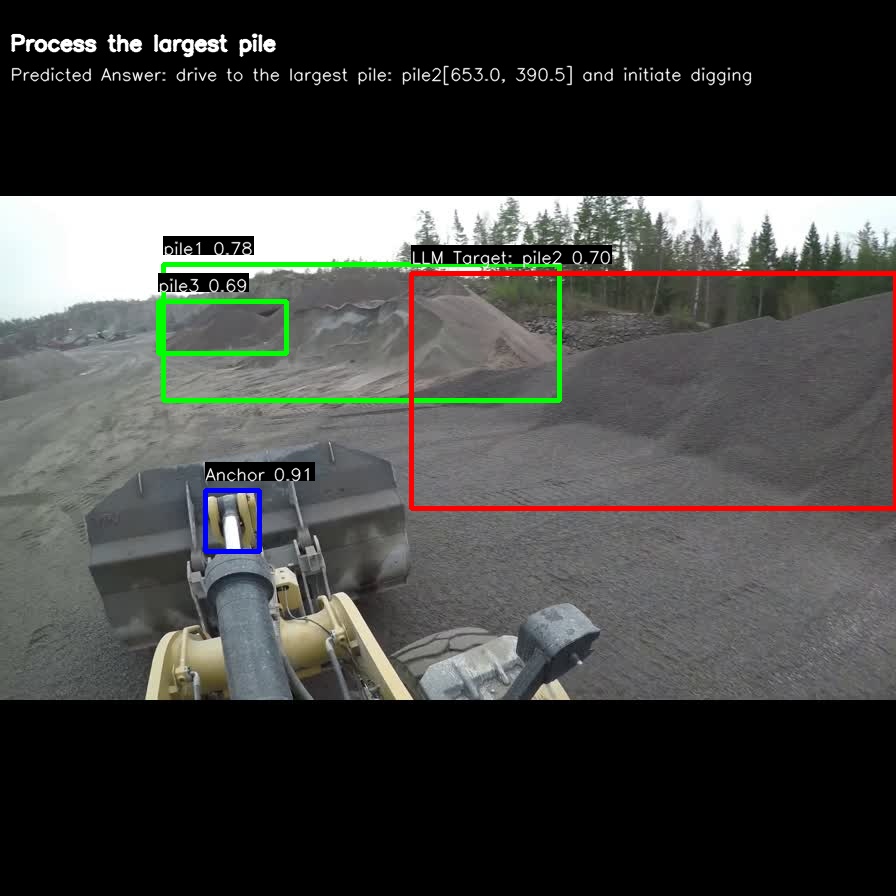 Process the largest pile
Predicted Answer: drive to the largest pile: pile2[653.0, 390.5] and initiate digging
pile1 0.78
LLM Target: pile2 0.70
pile3 0.69
Anchor 0.91